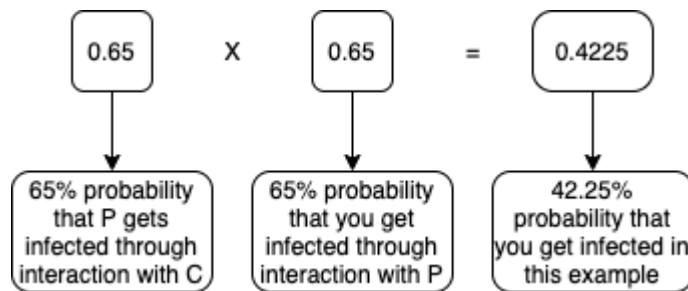 0.65 X 0.65 = 0.4225
65% probability
that P gets
infected through
interaction with C
65% probability
that you get
infected through
interaction with P
42.25%
probability that
you get infected in
this example